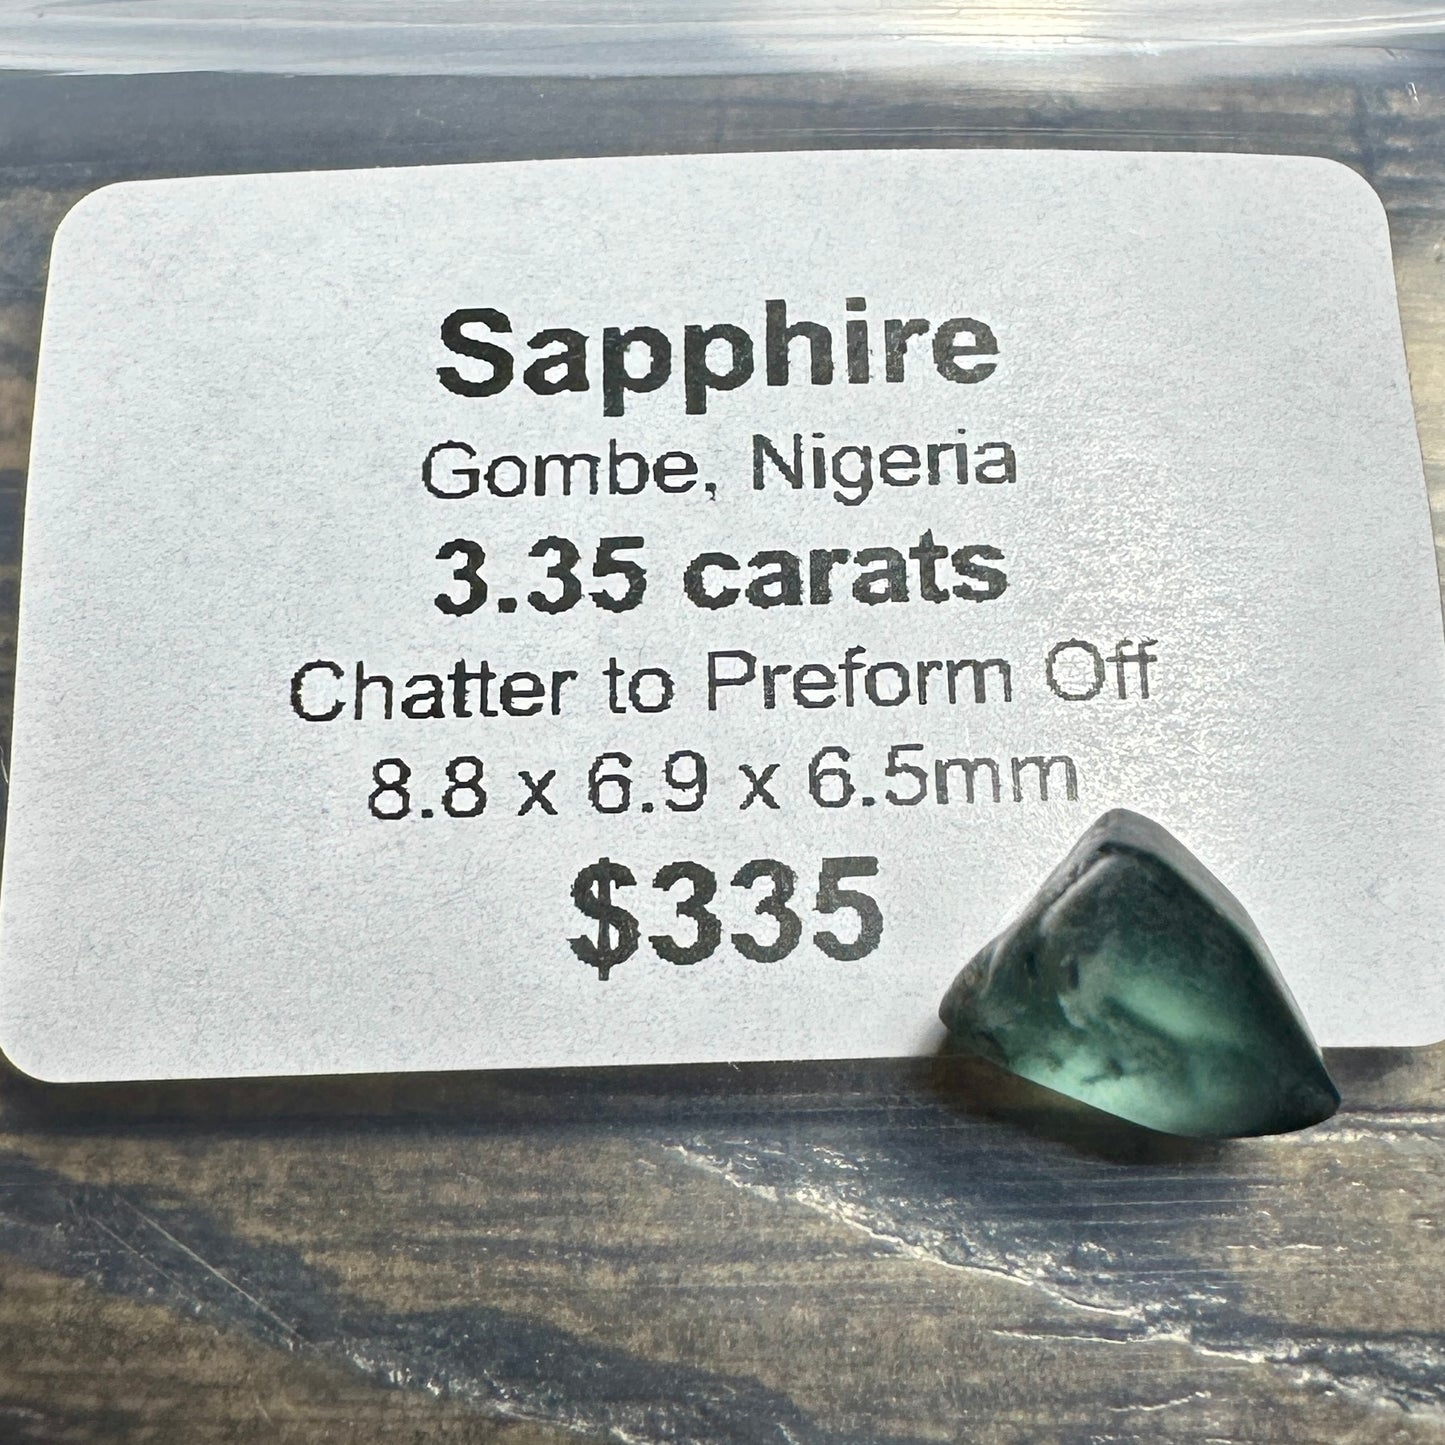 Sapphire
Gombe, Nigeria
3.35 carats
Chatter to Preform Off
8.8 x 6.9 x 6.5mm
$335